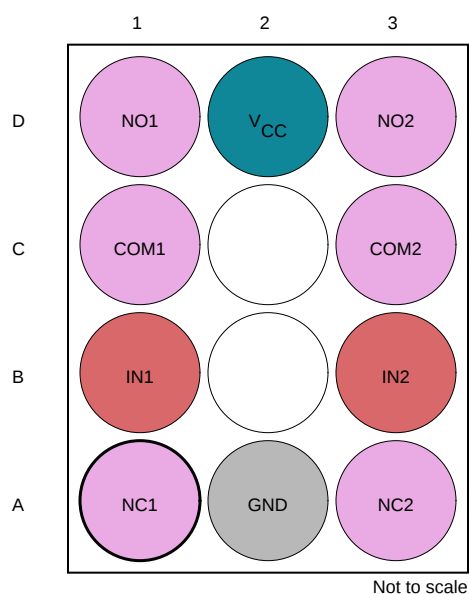 1 2 3
D NO1 VCC NO2
C COM1 COM2
B IN1 IN2
A NC1 GND NC2
Not to scale